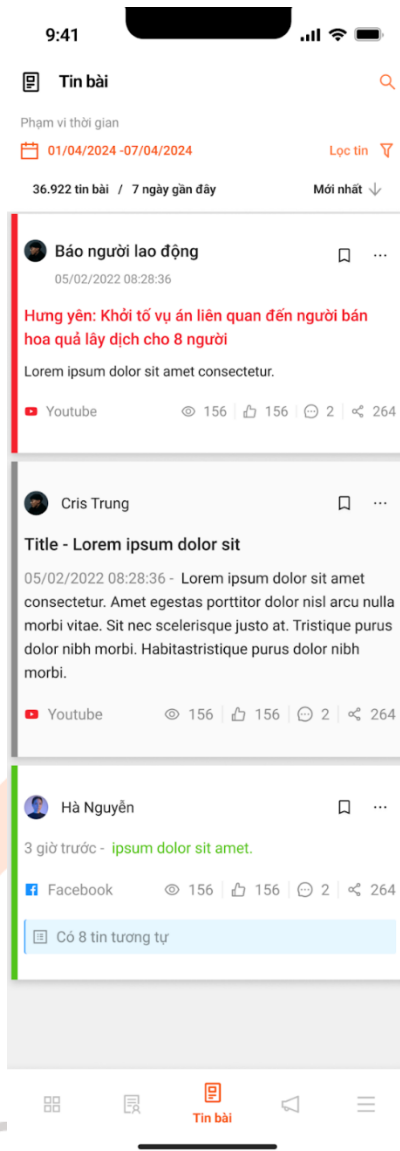 9:41
Tin bài
Phạm vi thời gian
01/04/2024 -07/04/2024 Lọc tin
36.922 tin bài / 7 ngày gần đây Mới nhất
Báo người lao động
05/02/2022 08:28:36
Hưng yên: Khởi tố vụ án liên quan đến người bán
hoa quả lây dịch cho 8 người
Lorem ipsum dolor sit amet consectetur.
Youtube 156 156 2 264
Cris Trung
Title - Lorem ipsum dolor sit
05/02/2022 08:28:36 - Lorem ipsum dolor sit amet
consectetur. Amet egestas porttitor dolor nisl arcu nulla
morbi vitae. Sit nec scelerisque justo at. Tristique purus
dolor nibh morbi. Habitastristique purus dolor nibh
morbi.
Youtube 156 156 2 264
Hà Nguyễn
3 giờ trước - ipsum dolor sit amet.
Facebook 156 156 2 264
Có 8 tin tương tự
Tin bài